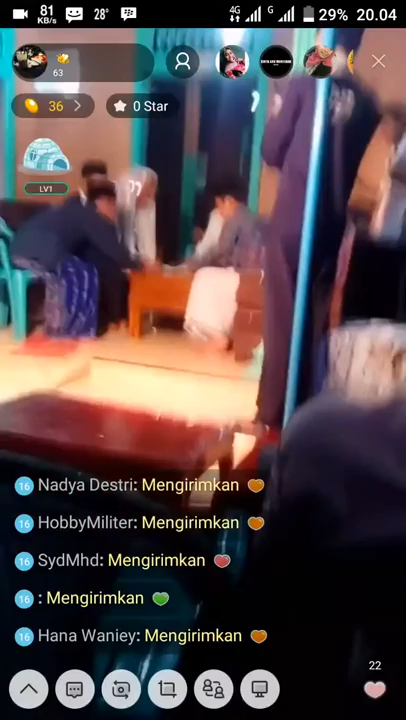 81 KB/s 28° 4G G 29% 20.04
63
36 0 Star
LV1
16 Nadya Destri: Mengirimkan
16 HobbyMiliter: Mengirimkan
16 SydMhd: Mengirimkan
16 : Mengirimkan
16 Hana Waniey: Mengirimkan
22